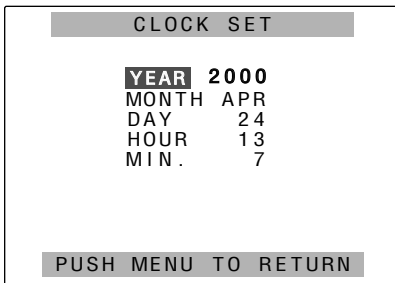 CLOCK SET
YEAR 2000
MONTH APR
DAY 24
HOUR 13
MIN. 7
PUSH MENU TO RETURN